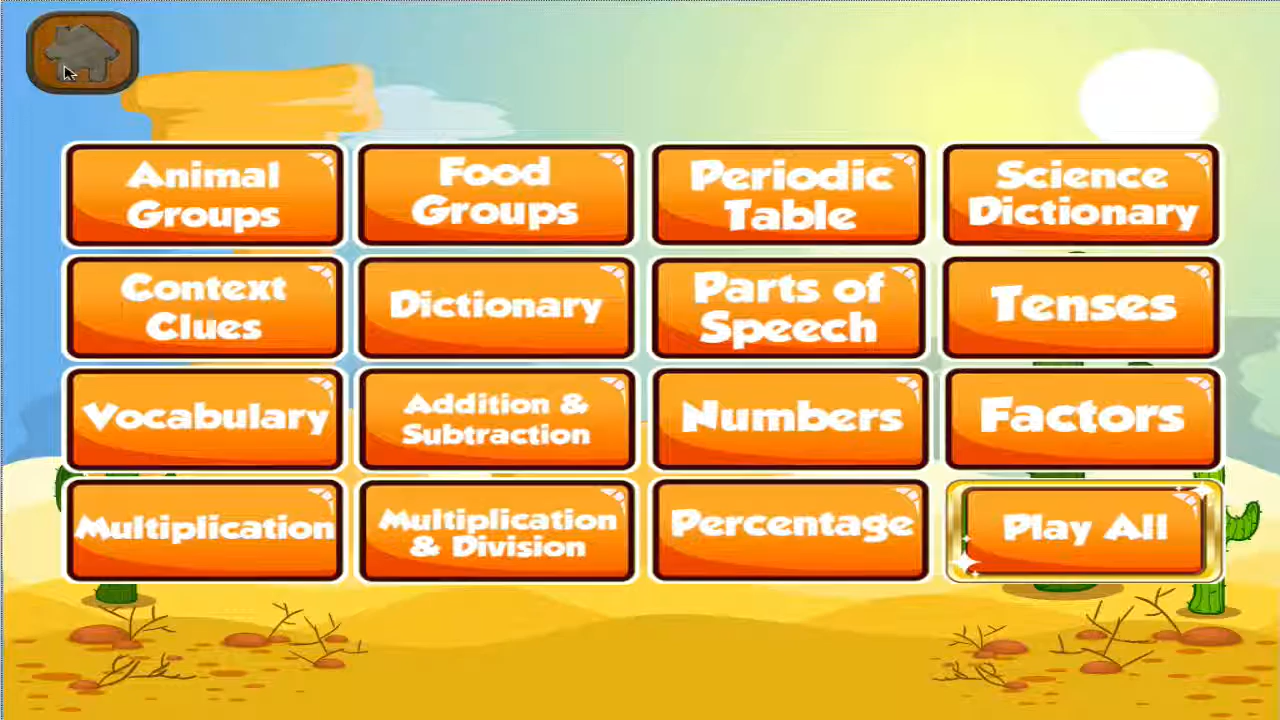 Animal
Groups
Food
Groups
Periodic
Table
Science
Dictionary
Context
Clues
Dictionary
Parts of
Speech
Tenses
Vocabulary
Addition &
Subtraction
Numbers
Factors
Multiplication
Multiplication
& Division
Percentage
Play All